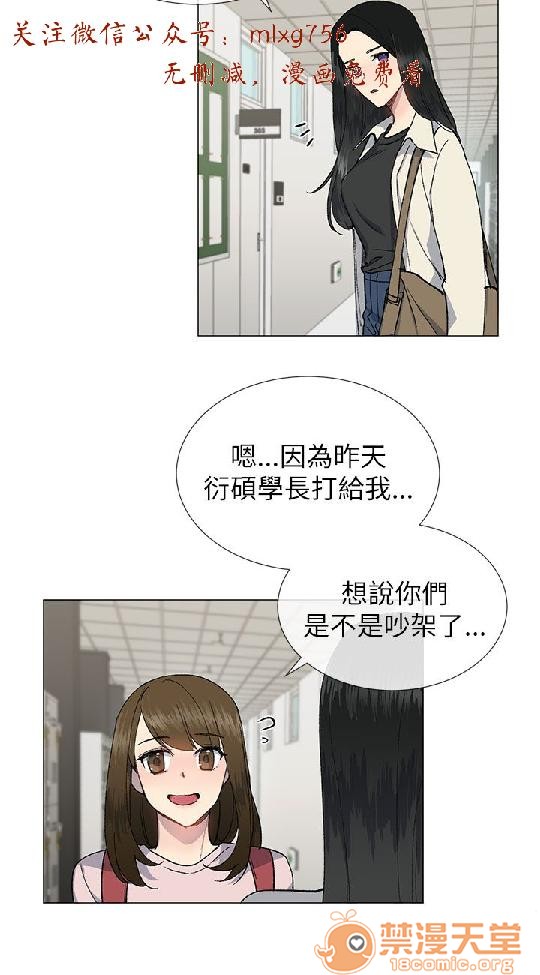 关注微信公众号：mlxg756
无删减，漫画免费看
303
嗯...因為昨天
衍碩學長打給我...
想說你們
是不是吵架了...
禁漫天堂
18comic.org